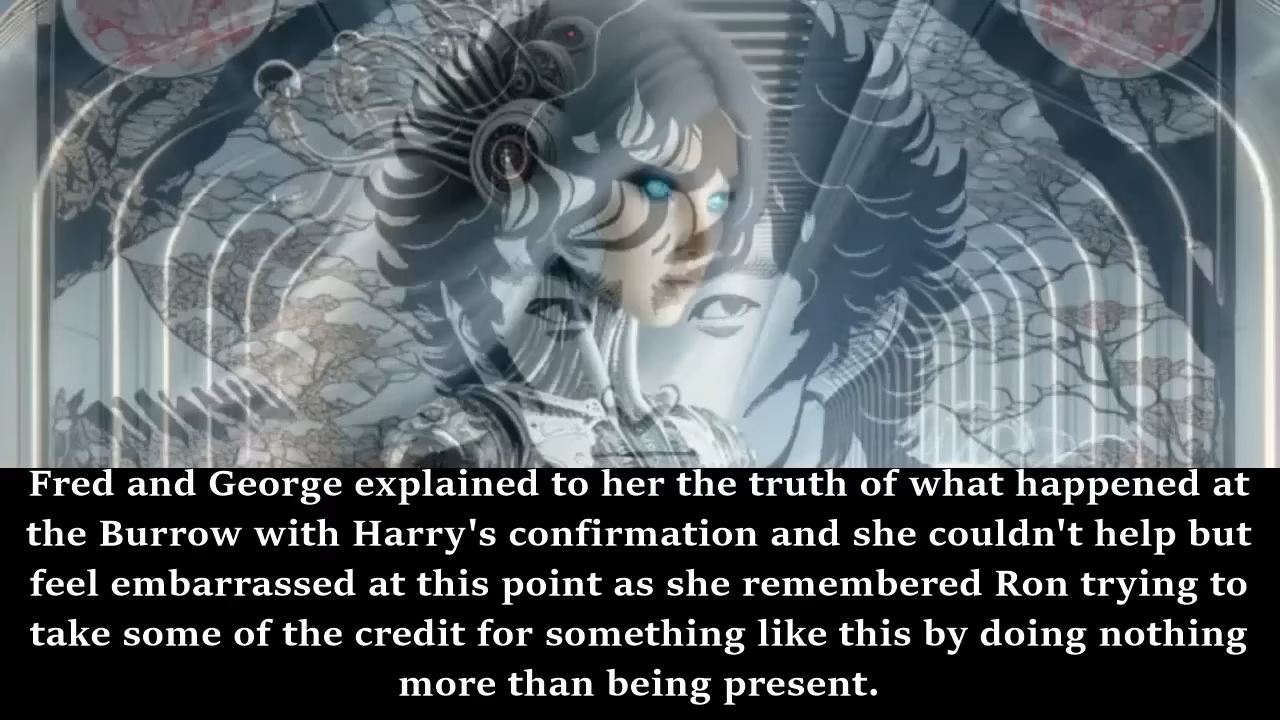 Fred and George explained to her the truth of what happened at
the Burrow with Harry's confirmation and she couldn't help but
feel embarrassed at this point as she remembered Ron trying to
take some of the credit for something like this by doing nothing
more than being present.